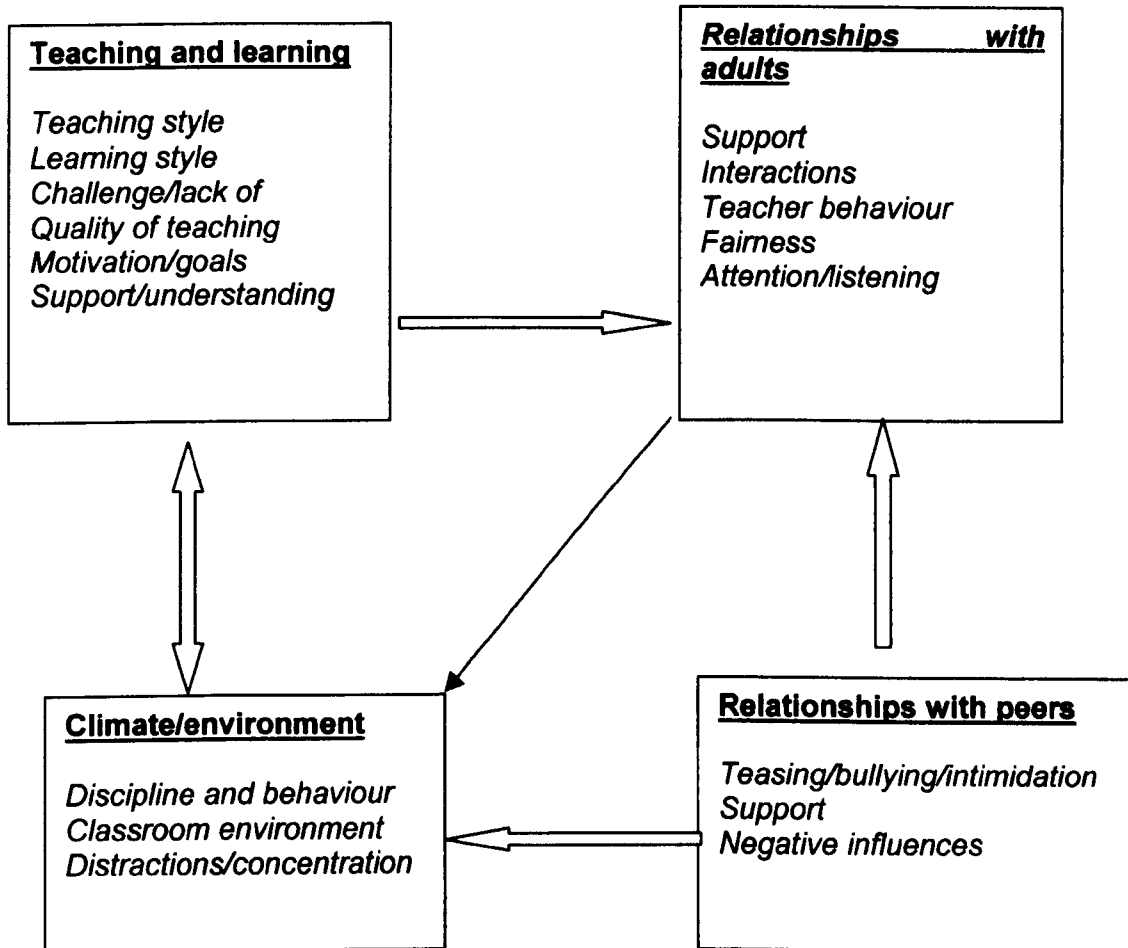 Teaching and learning
Teaching style
Learning style
Challenge/lack of
Quality of teaching
Motivation/goals
Support/understanding
Relationships with
adults
Support
Interactions
Teacher behaviour
Fairness
Attention/listening
Climate/environment
Discipline and behaviour
Classroom environment
Distractions/concentration
Relationships with peers
Teasing/bullying/intimidation
Support
Negative influences